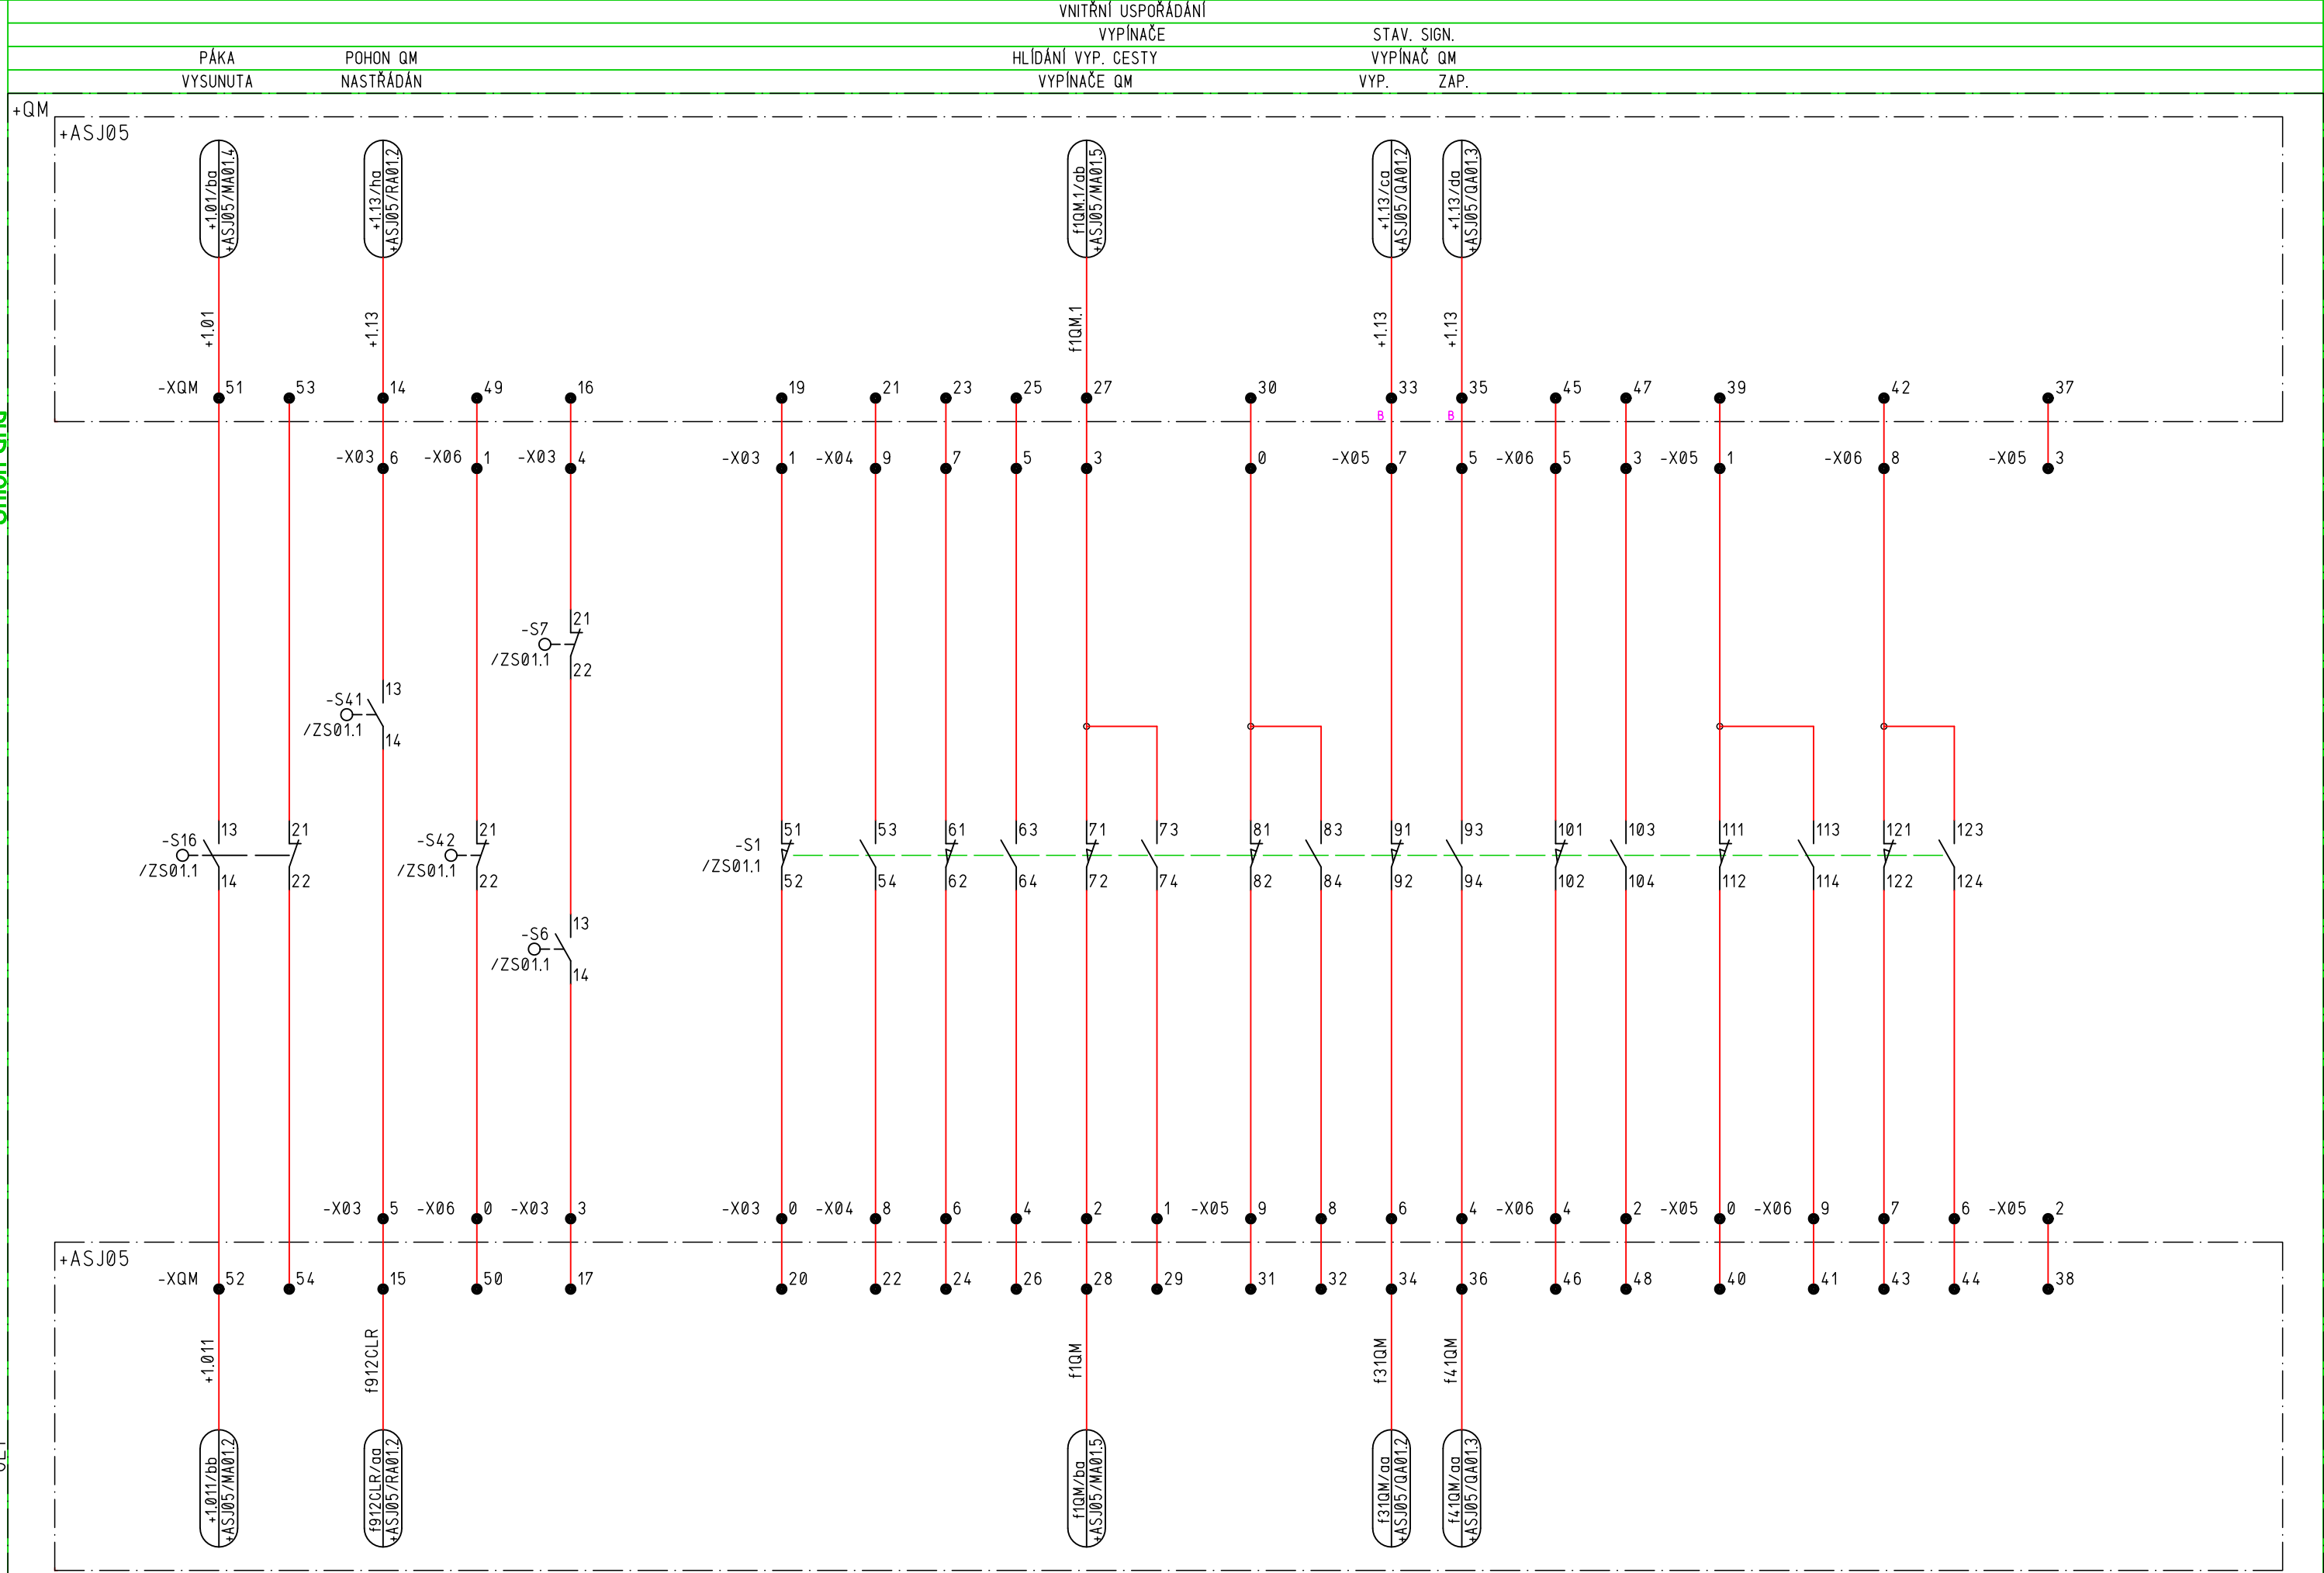 VNITŘNÍ USPOŘÁDÁNÍ
VYPÍNAČE STAV. SIGN.
PÁKA POHON QM HLÍDÁNÍ VYP. CESTY VYPÍNAČ QM
VYSUNUTA NASTŘÁDÁN VYPÍNAČE QM VYP. ZAP.
+QM
+ASJ05
+1.01/ba
+ASJ05/MA01.4
+1.13/ha
+ASJ05/RA01.2
f1QM.1/ab
+ASJ05/MA01.5
+1.13/ca
+ASJ05/QA01.2
+1.13/da
+ASJ05/QA01.3
+1.01 +1.13 f1QM.1 +1.13 +1.13
-XQM 51 53 14 49 16 19 21 23 25 27 30 33 35 45 47 39 42 37
B B
-X03 6 -X06 1 -X03 4 -X03 1 -X04 9 7 5 3 0 -X05 7 5 -X06 5 3 -X05 1 -X06 8 -X05 3
21
-S7
/ZS01.1
22
13
-S41
/ZS01.1
14
13 21 21 51 53 61 63 71 73 81 83 91 93 101 103 111 113 121 123
-S16 -S42 -S1
/ZS01.1 /ZS01.1 /ZS01.1
14 22 22 52 54 62 64 72 74 82 84 92 94 102 104 112 114 122 124
13
-S6
/ZS01.1
14
-X03 5 -X06 0 -X03 3 -X03 0 -X04 8 6 4 2 1 -X05 9 8 6 4 -X06 4 2 -X05 0 -X06 9 7 6 -X05 2
+ASJ05
-XQM 52 54 15 50 17 20 22 24 26 28 29 31 32 34 36 46 48 40 41 43 44 38
+1.011 f912CLR f1QM f31QM f41QM
+1.011/bb
+ASJ05/MA01.2
f912CLR/aa
+ASJ05/RA01.2
f1QM/ba
+ASJ05/MA01.5
f31QM/aa
+ASJ05/QA01.2
f41QM/aa
+ASJ05/QA01.3